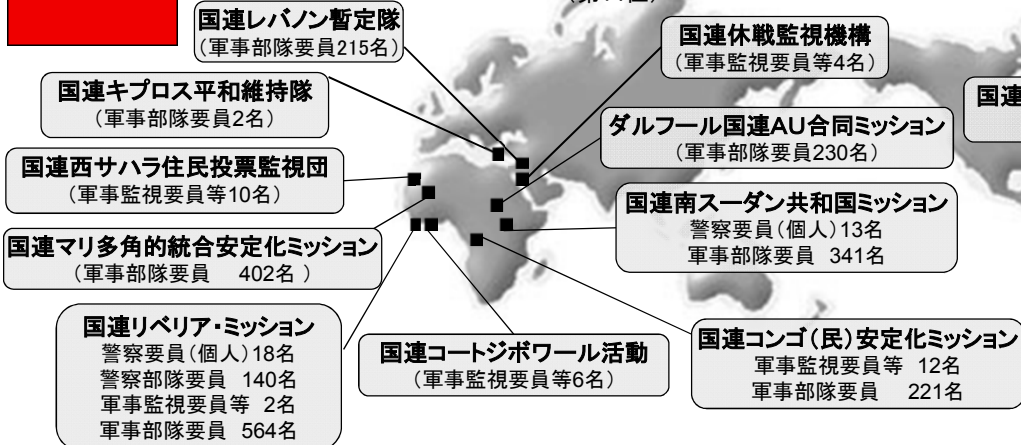 国連レバノン暫定隊
(軍事部隊要員215名)
国連休戦監視機構
(軍事監視要員等4名)
国連キプロス平和維持隊
(軍事部隊要員2名)
国連
ダルフール国連AU合同ミッション
(軍事部隊要員230名)
国連西サハラ住民投票監視団
(軍事監視要員等10名)
国連南スーダン共和国ミッション
警察要員(個人)13名
軍事部隊要員 341名
国連マリ多角的統合安定化ミッション
(軍事部隊要員 402名 )
国連リベリア・ミッション
警察要員(個人)18名
警察部隊要員 140名
軍事監視要員等 2名
軍事部隊要員 564名
国連コートジボワール活動
(軍事監視要員等6名)
国連コンゴ(民)安定化ミッション
軍事監視要員等 12名
軍事部隊要員 221名